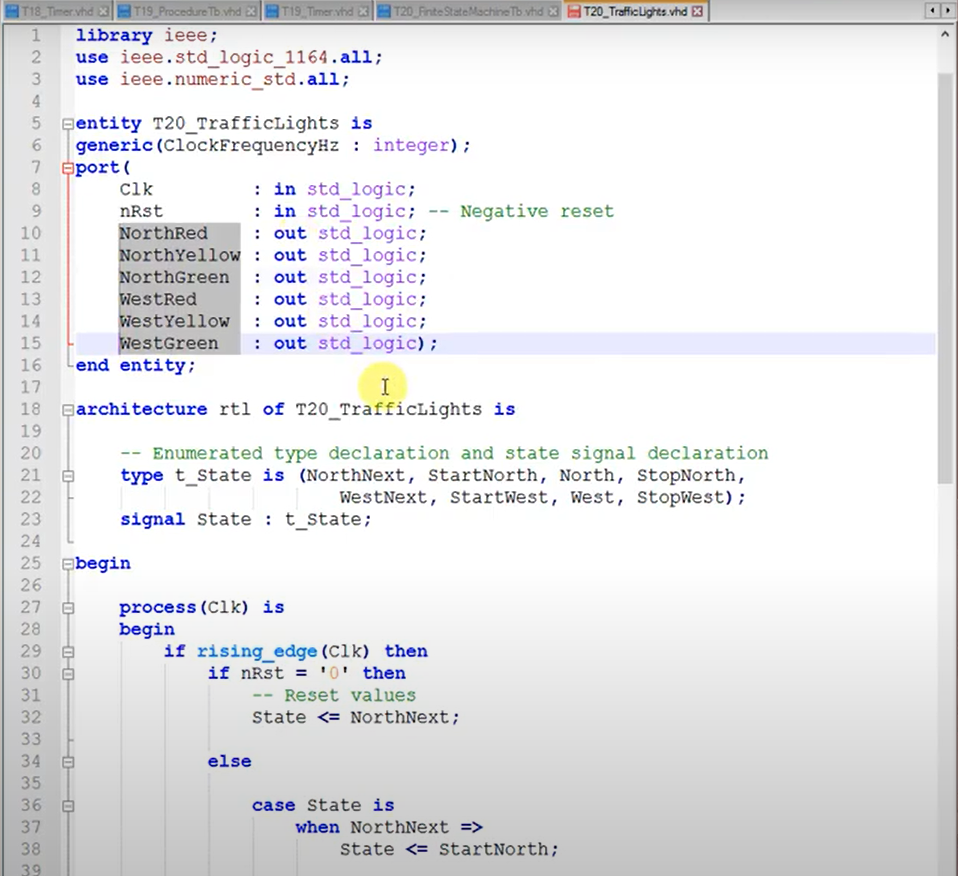 T18_Timer.vhd T19_ProcedureTb.vhd T19_Timer.vhd T20_FiniteStateMachineTb.vhd T20_TrafficLights.vhd
1 library ieee;
2 use ieee.std_logic_1164.all;
3 use ieee.numeric_std.all;
4
5 entity T20_TrafficLights is
6 generic(ClockFrequencyHz : integer);
7 port(
8     Clk         : in std_logic;
9     nRst        : in std_logic; -- Negative reset
10     NorthRed    : out std_logic;
11     NorthYellow : out std_logic;
12     NorthGreen  : out std_logic;
13     WestRed     : out std_logic;
14     WestYellow  : out std_logic;
15     WestGreen   : out std_logic);
16 end entity;
17
18 architecture rtl of T20_TrafficLights is
19
20     -- Enumerated type declaration and state signal declaration
21     type t_State is (NorthNext, StartNorth, North, StopNorth,
22                         WestNext, StartWest, West, StopWest);
23     signal State : t_State;
24
25 begin
26
27     process(Clk) is
28     begin
29         if rising_edge(Clk) then
30             if nRst = '0' then
31                 -- Reset values
32                 State <= NorthNext;
33
34             else
35
36                 case State is
37                     when NorthNext =>
38                         State <= StartNorth;
39